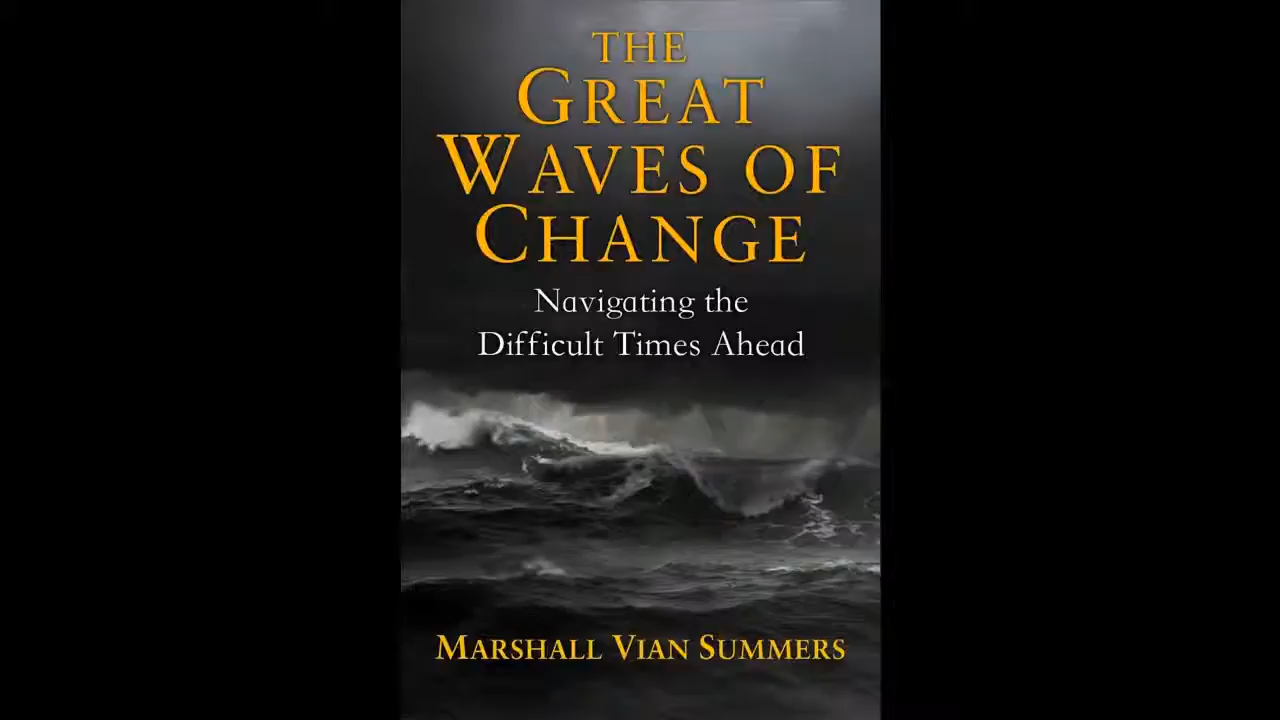 THE
GREAT
WAVES OF
CHANGE
Navigating the
Difficult Times Ahead
MARSHALL VIAN SUMMERS